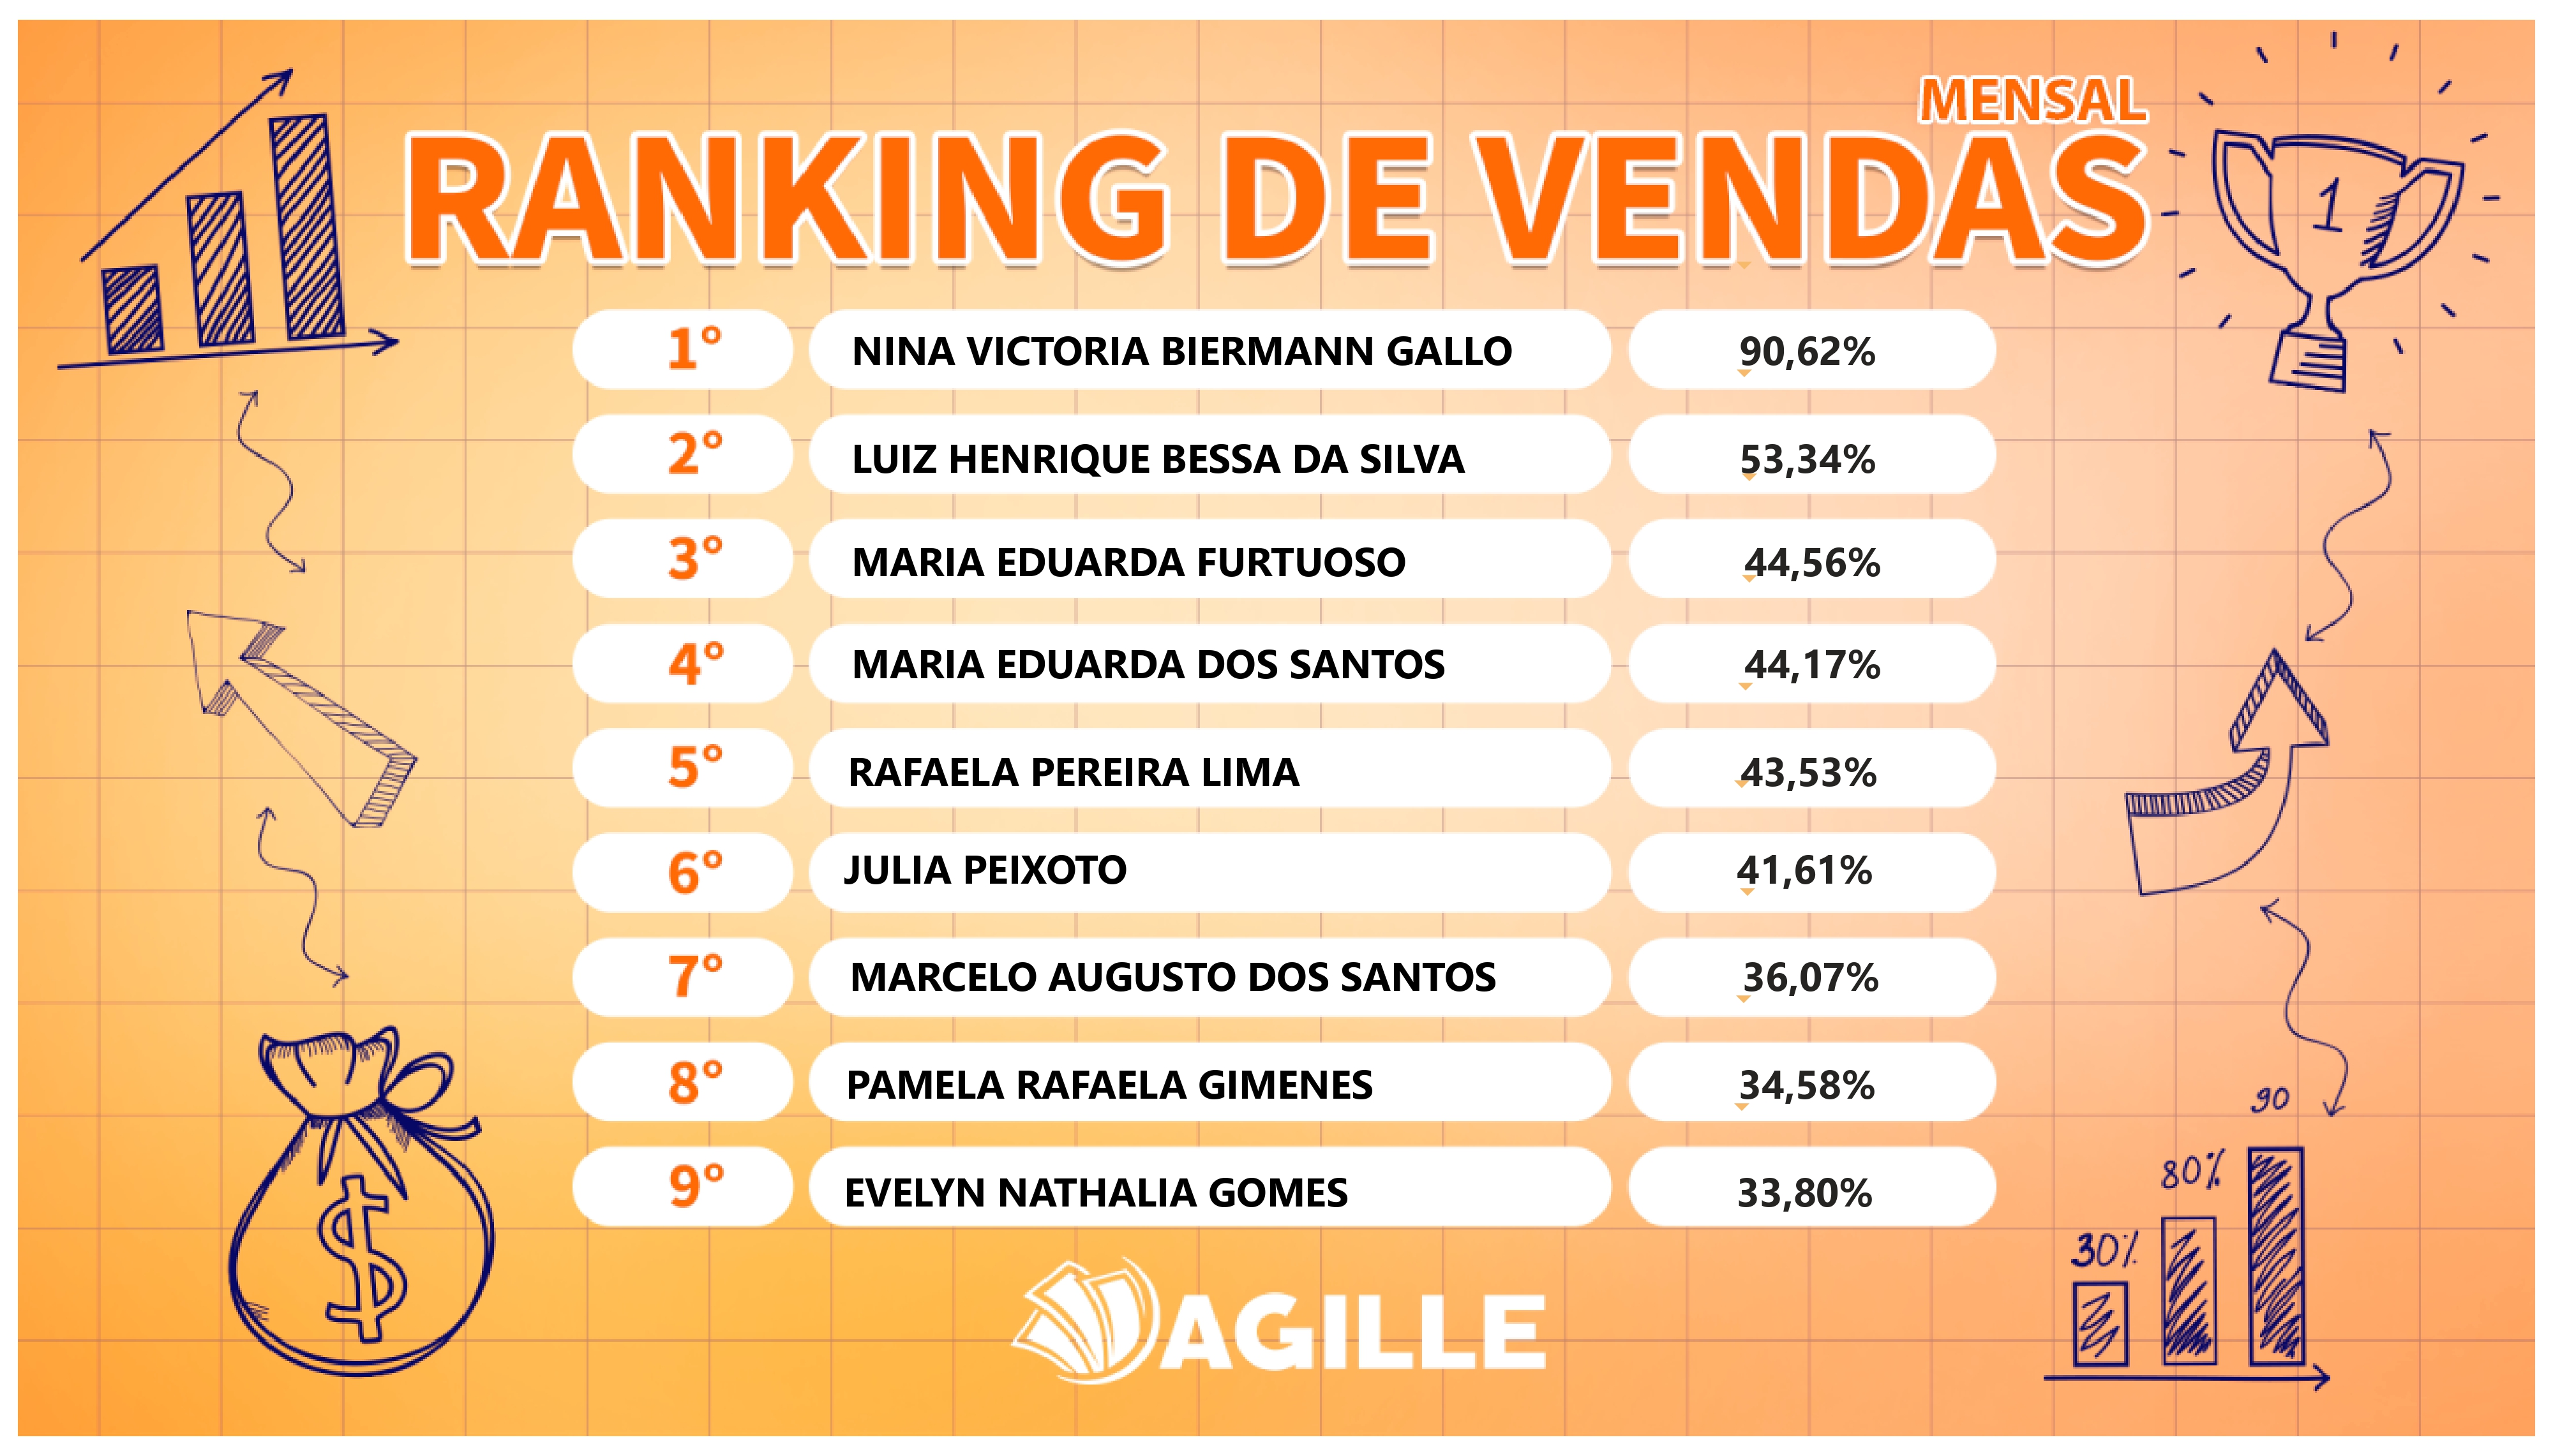 MENSAL
RANKING DE VENDAS
1
1° NINA VICTORIA BIERMANN GALLO 90,62%
2° LUIZ HENRIQUE BESSA DA SILVA 53,34%
3° MARIA EDUARDA FURTUOSO 44,56%
4° MARIA EDUARDA DOS SANTOS 44,17%
5° RAFAELA PEREIRA LIMA 43,53%
6° JULIA PEIXOTO 41,61%
7° MARCELO AUGUSTO DOS SANTOS 36,07%
8° PAMELA RAFAELA GIMENES 34,58%
9° EVELYN NATHALIA GOMES 33,80%
90
80%
30%
$
AGILLE